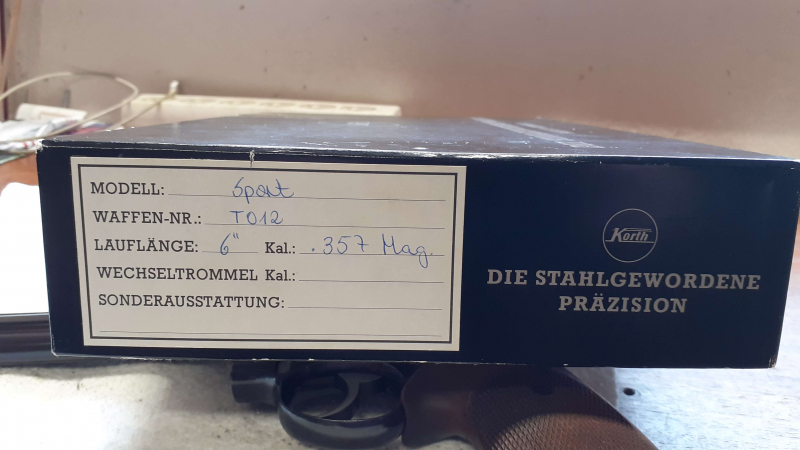 MODELL: Sport
WAFFEN-NR.: T012
LAUFLÄNGE: 6" Kal.: .357 Mag.
WECHSELTROMMEL Kal.:
SONDERAUSSTATTUNG:
Korth
DIE STAHLGEWORDENE
PRÄZISION